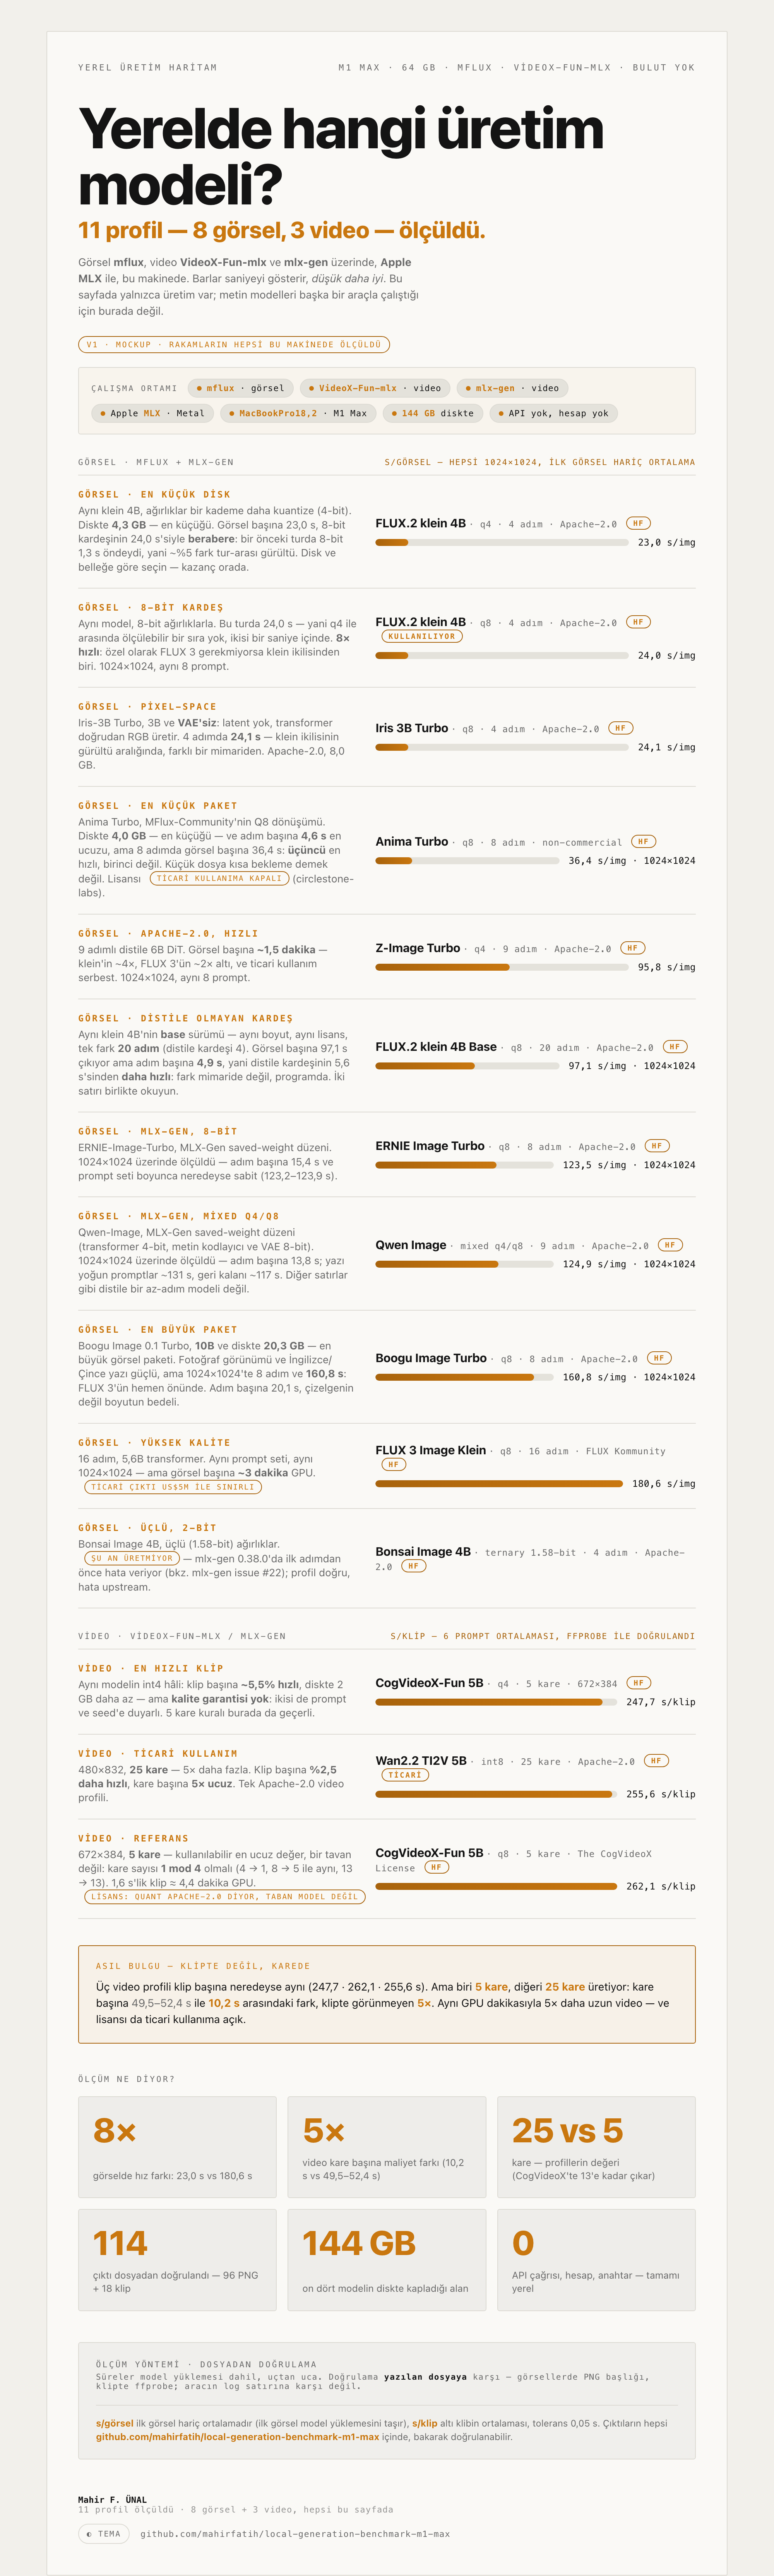 YEREL ÜRETİM HARİTAM
M1 MAX · 64 GB · MFLUX · VİDEOX-FUN-MLX · BULUT YOK
Yerelde hangi üretim
modeli?
11 profil — 8 görsel, 3 video — ölçüldü.
Görsel mflux, video VideoX-Fun-mlx ve mlx-gen üzerinde, Apple
MLX ile, bu makinede. Barlar saniyeyi gösterir, düşük daha iyi. Bu
sayfada yalnızca üretim var; metin modelleri başka bir araçla çalıştığı
için burada değil.
V1 · MOCKUP · RAKAMLARIN HEPSİ BU MAKİNEDE ÖLÇÜLDÜ
ÇALIŞMA ORTAMI ● mflux · görsel ● VideoX-Fun-mlx · video ● mlx-gen · video
● Apple MLX · Metal ● MacBookPro18,2 · M1 Max ● 144 GB diskte ● API yok, hesap yok
GÖRSEL · MFLUX + MLX-GEN
S/GÖRSEL — HEPSİ 1024×1024, İLK GÖRSEL HARİÇ ORTALAMA
GÖRSEL · EN KÜÇÜK DİSK
Aynı klein 4B, ağırlıklar bir kademe daha kuantize (4-bit).
Diskte 4,3 GB — en küçüğü. Görsel başına 23,0 s, 8-bit
kardeşinin 24,0 s'siyle berabere: bir önceki turda 8-bit
1,3 s öndeydi, yani ~%5 fark tur-arası gürültü. Disk ve
belleğe göre seçin — kazanç orada.
FLUX.2 klein 4B · q4 · 4 adım · Apache-2.0 HF
23,0 s/img
GÖRSEL · 8-BİT KARDEŞ
Aynı model, 8-bit ağırlıklarla. Bu turda 24,0 s — yani q4 ile
arasında ölçülebilir bir sıra yok, ikisi bir saniye içinde. 8×
hızlı: özel olarak FLUX 3 gerekmiyorsa klein ikilisinden
biri. 1024×1024, aynı 8 prompt.
FLUX.2 klein 4B · q8 · 4 adım · Apache-2.0 HF
KULLANILIYOR
24,0 s/img
GÖRSEL · PİXEL-SPACE
Iris-3B Turbo, 3B ve VAE'siz: latent yok, transformer
doğrudan RGB üretir. 4 adımda 24,1 s — klein ikilisinin
gürültü aralığında, farklı bir mimariden. Apache-2.0, 8,0
GB.
Iris 3B Turbo · q8 · 4 adım · Apache-2.0 HF
24,1 s/img
GÖRSEL · EN KÜÇÜK PAKET
Anima Turbo, MFlux-Community'nin Q8 dönüşümü.
Diskte 4,0 GB — en küçüğü — ve adım başına 4,6 s en
ucuzu, ama 8 adımda görsel başına 36,4 s: üçüncü en
hızlı, birinci değil. Küçük dosya kısa bekleme demek
değil. Lisansı TİCARİ KULLANIMA KAPALI (circlestone-
labs).
Anima Turbo · q8 · 8 adım · non-commercial HF
36,4 s/img · 1024×1024
GÖRSEL · APACHE-2.0, HIZLI
9 adımlı distile 6B DiT. Görsel başına ~1,5 dakika —
klein'in ~4×, FLUX 3'ün ~2× altı, ve ticari kullanım
serbest. 1024×1024, aynı 8 prompt.
Z-Image Turbo · q4 · 9 adım · Apache-2.0 HF
95,8 s/img
GÖRSEL · DİSTİLE OLMAYAN KARDEŞ
Aynı klein 4B'nin base sürümü — aynı boyut, aynı lisans,
tek fark 20 adım (distile kardeşi 4). Görsel başına 97,1 s
çıkıyor ama adım başına 4,9 s, yani distile kardeşinin 5,6
s'sinden daha hızlı: fark mimaride değil, programda. İki
satırı birlikte okuyun.
FLUX.2 klein 4B Base · q8 · 20 adım · Apache-2.0 HF
97,1 s/img · 1024×1024
GÖRSEL · MLX-GEN, 8-BİT
ERNIE-Image-Turbo, MLX-Gen saved-weight düzeni.
1024×1024 üzerinde ölçüldü — adım başına 15,4 s ve
prompt seti boyunca neredeyse sabit (123,2–123,9 s).
ERNIE Image Turbo · q8 · 8 adım · Apache-2.0 HF
123,5 s/img · 1024×1024
GÖRSEL · MLX-GEN, MİXED Q4/Q8
Qwen-Image, MLX-Gen saved-weight düzeni
(transformer 4-bit, metin kodlayıcı ve VAE 8-bit).
1024×1024 üzerinde ölçüldü — adım başına 13,8 s; yazı
yoğun promptlar ~131 s, geri kalanı ~117 s. Diğer satırlar
gibi distile bir az-adım modeli değil.
Qwen Image · mixed q4/q8 · 9 adım · Apache-2.0 HF
124,9 s/img · 1024×1024
GÖRSEL · EN BÜYÜK PAKET
Boogu Image 0.1 Turbo, 10B ve diskte 20,3 GB — en
büyük görsel paketi. Fotoğraf görünümü ve İngilizce/
Çince yazı güçlü, ama 1024×1024'te 8 adım ve 160,8 s:
FLUX 3'ün hemen önünde. Adım başına 20,1 s, çizelgenin
değil boyutun bedeli.
Boogu Image Turbo · q8 · 8 adım · Apache-2.0 HF
160,8 s/img · 1024×1024
GÖRSEL · YÜKSEK KALİTE
16 adım, 5,6B transformer. Aynı prompt seti, aynı
1024×1024 — ama görsel başına ~3 dakika GPU.
TİCARİ ÇIKTI US$5M İLE SINIRLI
FLUX 3 Image Klein · q8 · 16 adım · FLUX Kommunity
HF
180,6 s/img
GÖRSEL · ÜÇLÜ, 2-BİT
Bonsai Image 4B, üçlü (1.58-bit) ağırlıklar.
ŞU AN ÜRETMİYOR — mlx-gen 0.38.0'da ilk adımdan
önce hata veriyor (bkz. mlx-gen issue #22); profil doğru,
hata upstream.
Bonsai Image 4B · ternary 1.58-bit · 4 adım · Apache-
2.0 HF
VİDEO · VİDEOX-FUN-MLX / MLX-GEN
S/KLİP — 6 PROMPT ORTALAMASI, FFPROBE İLE DOĞRULANDI
VİDEO · EN HIZLI KLİP
Aynı modelin int4 hâli: klip başına ~5,5% hızlı, diskte 2
GB daha az — ama kalite garantisi yok: ikisi de prompt
ve seed'e duyarlı. 5 kare kuralı burada da geçerli.
CogVideoX-Fun 5B · q4 · 5 kare · 672×384 HF
247,7 s/klip
VİDEO · TİCARİ KULLANIM
480×832, 25 kare — 5× daha fazla. Klip başına %2,5
daha hızlı, kare başına 5× ucuz. Tek Apache-2.0 video
profili.
Wan2.2 TI2V 5B · int8 · 25 kare · Apache-2.0 HF
TİCARİ
255,6 s/klip
VİDEO · REFERANS
672×384, 5 kare — kullanılabilir en ucuz değer, bir tavan
değil: kare sayısı 1 mod 4 olmalı (4 → 1, 8 → 5 ile aynı, 13
→ 13). 1,6 s'lik klip ≈ 4,4 dakika GPU.
LİSANS: QUANT APACHE-2.0 DİYOR, TABAN MODEL DEĞİL
CogVideoX-Fun 5B · q8 · 5 kare · The CogVideoX
License HF
262,1 s/klip
ASIL BULGU — KLİPTE DEĞİL, KAREDE
Üç video profili klip başına neredeyse aynı (247,7 · 262,1 · 255,6 s). Ama biri 5 kare, diğeri 25 kare üretiyor: kare
başına 49,5–52,4 s ile 10,2 s arasındaki fark, klipte görünmeyen 5×. Aynı GPU dakikasıyla 5× daha uzun video — ve
lisansı da ticari kullanıma açık.
ÖLÇÜM NE DİYOR?
8×
görselde hız farkı: 23,0 s vs 180,6 s
5×
video kare başına maliyet farkı (10,2
s vs 49,5–52,4 s)
25 vs 5
kare — profillerin değeri
(CogVideoX'te 13'e kadar çıkar)
114
çıktı dosyadan doğrulandı — 96 PNG
+ 18 klip
144 GB
on dört modelin diskte kapladığı alan
0
API çağrısı, hesap, anahtar — tamamı
yerel
ÖLÇÜM YÖNTEMİ · DOSYADAN DOĞRULAMA
Süreler model yüklemesi dahil, uçtan uca. Doğrulama yazılan dosyaya karşı — görsellerde PNG başlığı,
klipte ffprobe; aracın log satırına karşı değil.
s/görsel ilk görsel hariç ortalamadır (ilk görsel model yüklemesini taşır), s/klip altı klibin ortalaması, tolerans 0,05 s. Çıktıların hepsi
github.com/mahirfatih/local-generation-benchmark-m1-max içinde, bakarak doğrulanabilir.
Mahir F. ÜNAL
11 profil ölçüldü · 8 görsel + 3 video, hepsi bu sayfada
◐ TEMA github.com/mahirfatih/local-generation-benchmark-m1-max